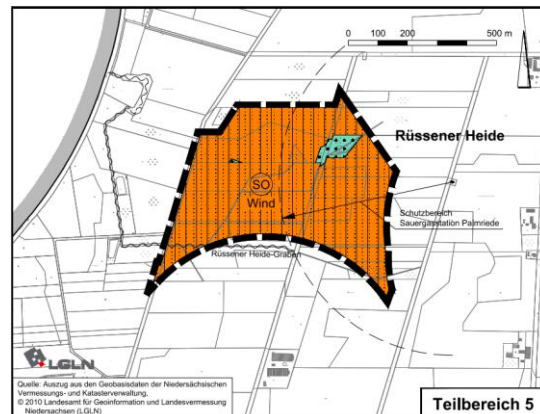 0 100 200 500 m
Rüssener Heide
SO
Wind
Schutzbereich
Sauergasstation Palmriede
Rüssener Heide-Graben
LGLN
Quelle: Auszug aus den Geobasisdaten der Niedersächsischen
Vermessungs- und Katasterverwaltung,
© 2010 Landesamt für Geoinformation und Landesvermessung
Niedersachsen (LGLN)
Teilbereich 5